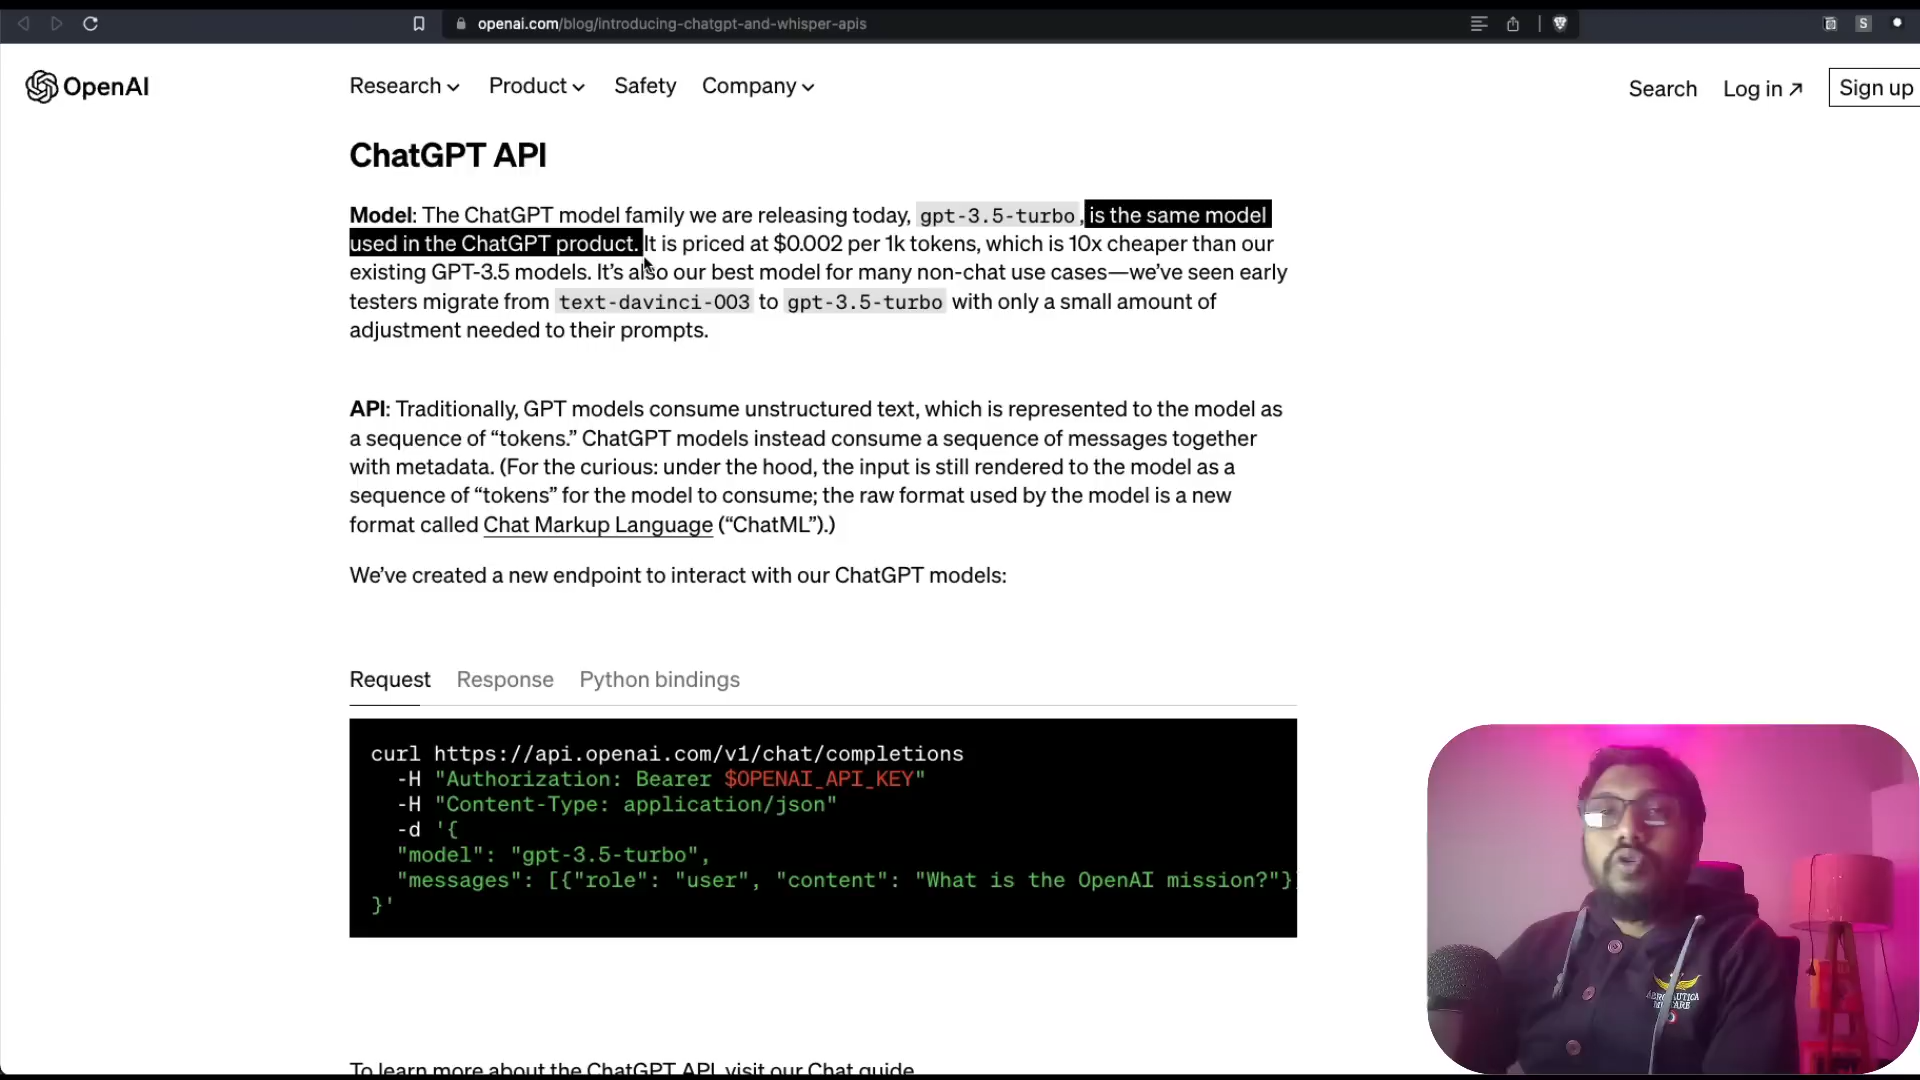 openai.com/blog/introducing-chatgpt-and-whisper-apis
S
OpenAI
Research Product Safety Company
Search Log in ↗ Sign up
ChatGPT API
Model: The ChatGPT model family we are releasing today, gpt-3.5-turbo, is the same model
used in the ChatGPT product. It is priced at $0.002 per 1k tokens, which is 10x cheaper than our
existing GPT-3.5 models. It’s also our best model for many non-chat use cases—we’ve seen early
testers migrate from text-davinci-003 to gpt-3.5-turbo with only a small amount of
adjustment needed to their prompts.
API: Traditionally, GPT models consume unstructured text, which is represented to the model as
a sequence of “tokens.” ChatGPT models instead consume a sequence of messages together
with metadata. (For the curious: under the hood, the input is still rendered to the model as a
sequence of “tokens” for the model to consume; the raw format used by the model is a new
format called Chat Markup Language (“ChatML”).)
We’ve created a new endpoint to interact with our ChatGPT models:
Request Response Python bindings
curl https://api.openai.com/v1/chat/completions
-H "Authorization: Bearer $OPENAI_API_KEY"
-H "Content-Type: application/json"
-d '{
"model": "gpt-3.5-turbo",
"messages": [{"role": "user", "content": "What is the OpenAI mission?"}
}'
To learn more about the ChatGPT API, visit our Chat guide.